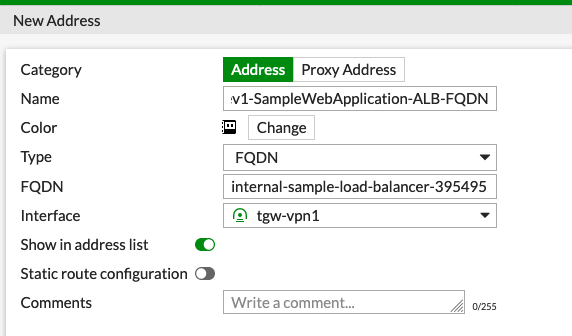 New Address
Category Address Proxy Address
Name v1-SampleWebApplication-ALB-FQDN
Color Change
Type FQDN
FQDN internal-sample-load-balancer-395495
Interface tgw-vpn1
Show in address list
Static route configuration
Comments Write a comment... 0/255